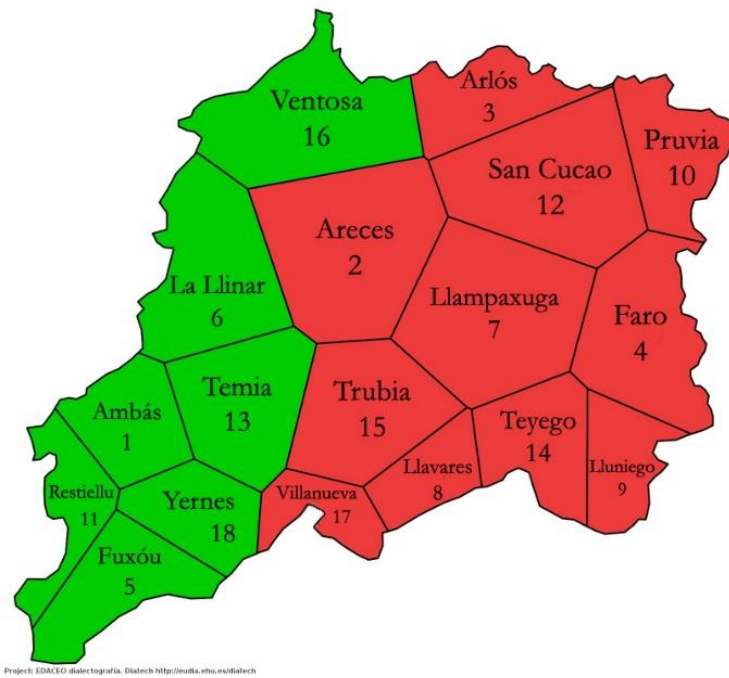 Ventosa
16
Arlós
3
Pruvia
10
San Cucao
12
Areces
2
La Llinar
6
Llampaxuga
7
Faro
4
Ambás
1
Temia
13
Trubia
15
Teyego
14
Llavares
8
Lluniego
9
Restiellu
11
Yernes
18
Villanueva
17
Fuxóu
5
Project: EDACEO dialectografía. Diatech http://eudia.ehu.es/diatech